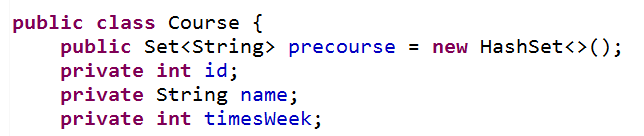 public class Course {
    public Set<String> precourse = new HashSet<>();
    private int id;
    private String name;
    private int timesWeek;